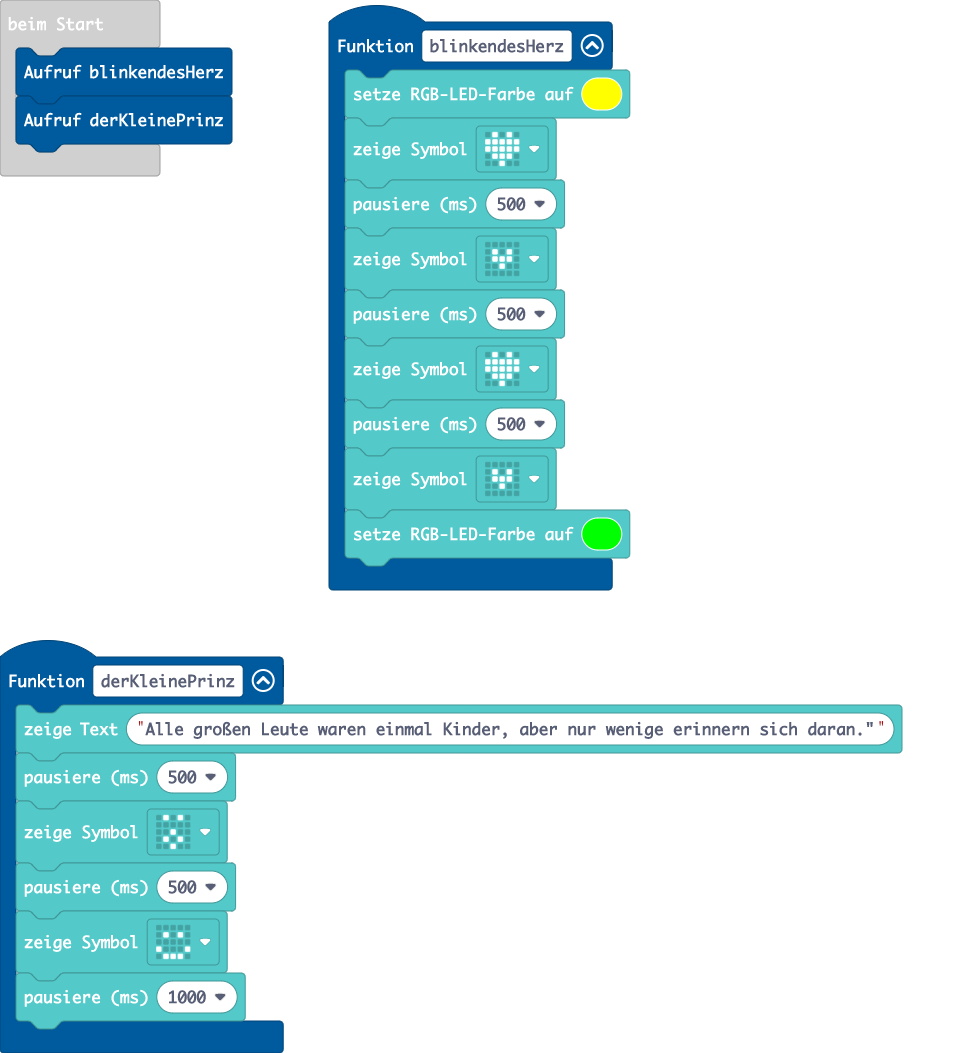 beim Start
Aufruf blinkendesHerz
Aufruf derKleinePrinz
Funktion blinkendesHerz
setze RGB-LED-Farbe auf
zeige Symbol
pausiere (ms) 500
zeige Symbol
pausiere (ms) 500
zeige Symbol
pausiere (ms) 500
zeige Symbol
setze RGB-LED-Farbe auf
Funktion derKleinePrinz
zeige Text "Alle großen Leute waren einmal Kinder, aber nur wenige erinnern sich daran.""
pausiere (ms) 500
zeige Symbol
pausiere (ms) 500
zeige Symbol
pausiere (ms) 1000